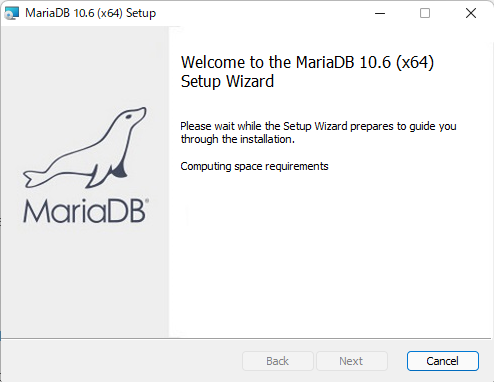 MariaDB 10.6 (x64) Setup
Welcome to the MariaDB 10.6 (x64)
Setup Wizard
Please wait while the Setup Wizard prepares to guide you
through the installation.
Computing space requirements
MariaDB®
Back
Next
Cancel